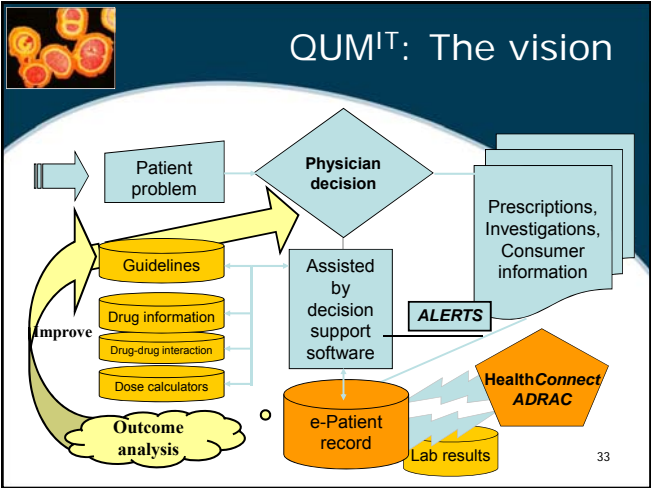 QUMIT: The vision
Patient
problem
Physician
decision
Prescriptions,
Investigations,
Consumer
information
Guidelines
Drug information
Drug-drug interaction
Dose calculators
Assisted
by
decision
support
software
ALERTS
Improve
Outcome
analysis
e-Patient
record
HealthConnect
ADRAC
Lab results
33